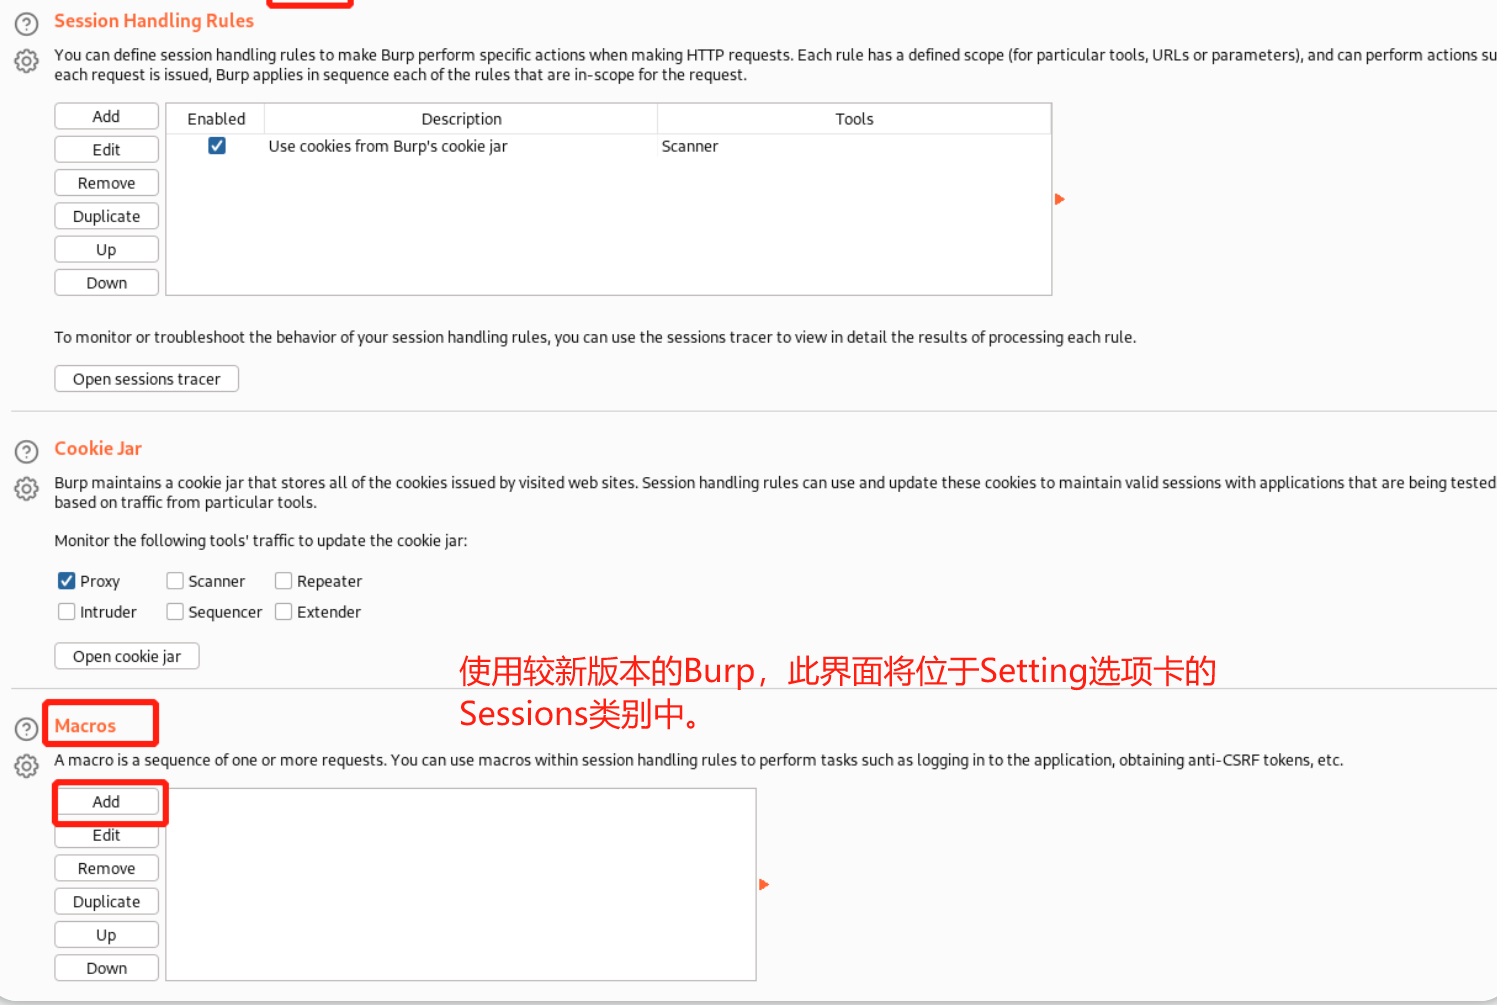 Session Handling Rules
You can define session handling rules to make Burp perform specific actions when making HTTP requests. Each rule has a defined scope (for particular tools, URLs or parameters), and can perform actions su
each request is issued, Burp applies in sequence each of the rules that are in-scope for the request.
Add
Enabled Description Tools
Edit
Use cookies from Burp's cookie jar Scanner
Remove
Duplicate
Up
Down
To monitor or troubleshoot the behavior of your session handling rules, you can use the sessions tracer to view in detail the results of processing each rule.
Open sessions tracer
Cookie Jar
Burp maintains a cookie jar that stores all of the cookies issued by visited web sites. Session handling rules can use and update these cookies to maintain valid sessions with applications that are being tested
based on traffic from particular tools.
Monitor the following tools' traffic to update the cookie jar:
Proxy Scanner Repeater
Intruder Sequencer Extender
Open cookie jar
使用较新版本的Burp，此界面将位于Setting选项卡的
Sessions类别中。
Macros
A macro is a sequence of one or more requests. You can use macros within session handling rules to perform tasks such as logging in to the application, obtaining anti-CSRF tokens, etc.
Add
Edit
Remove
Duplicate
Up
Down